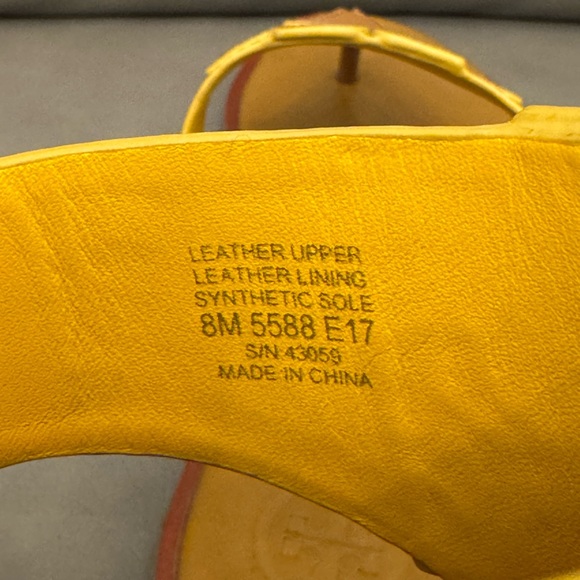 LEATHER UPPER
LEATHER LINING
SYNTHETIC SOLE
8M 5588 E17
S/N 43059
MADE IN CHINA